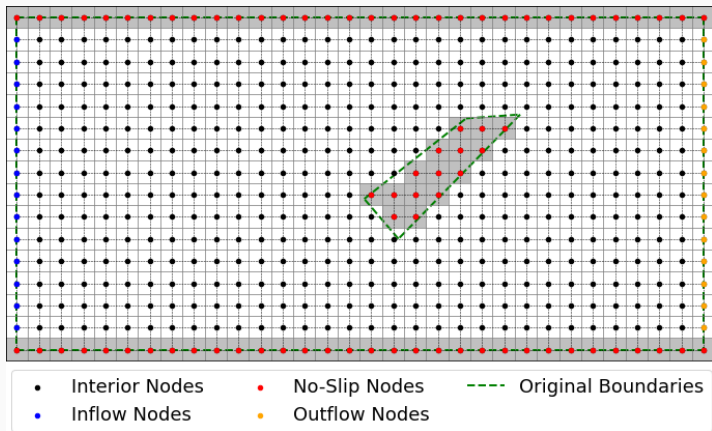 Interior Nodes No-Slip Nodes Original Boundaries
Inflow Nodes Outflow Nodes